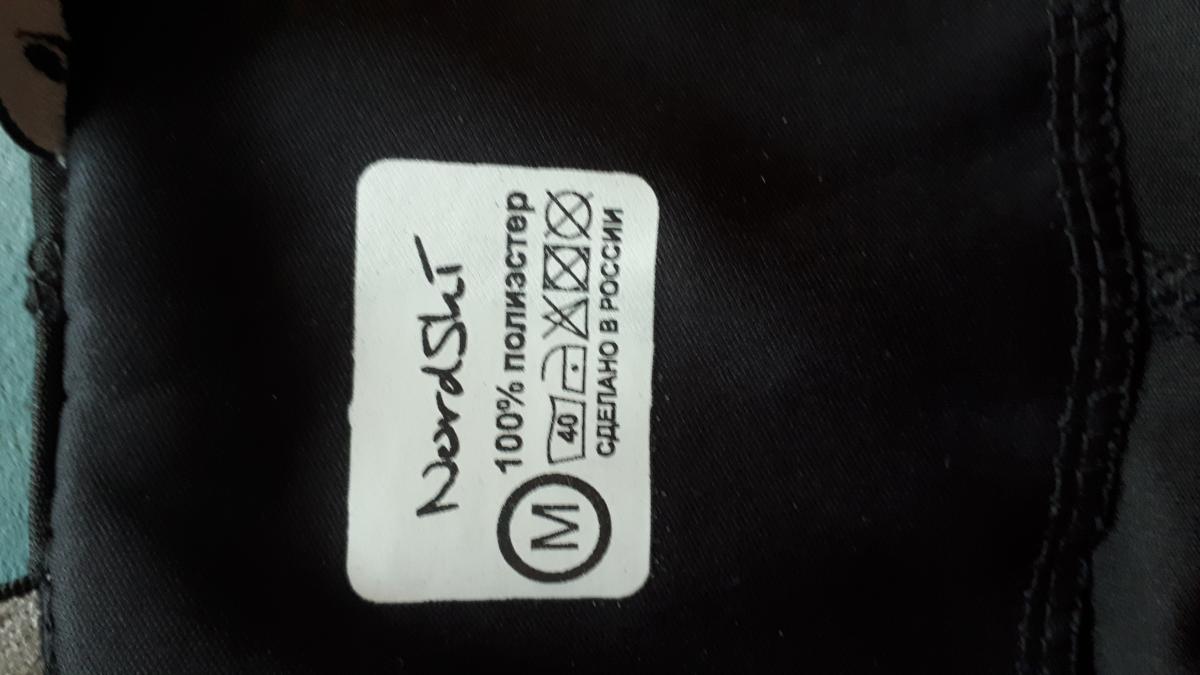 NordSki
100% полиэстер
M
40
СДЕЛАНО В РОССИИ